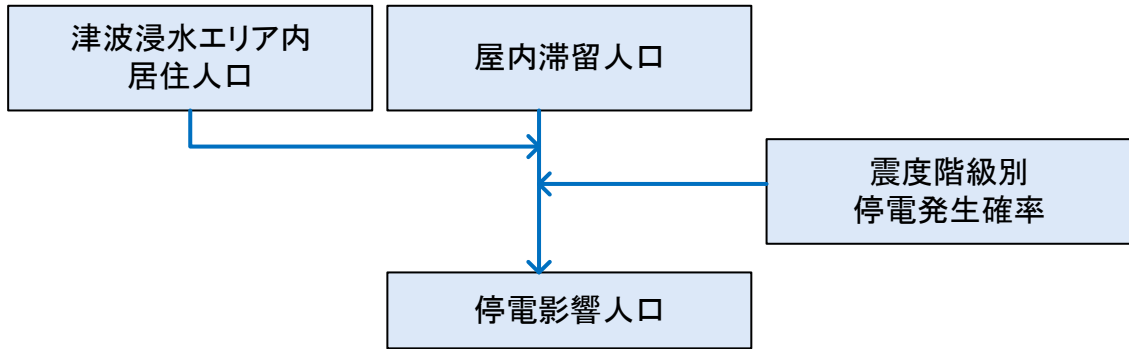 津波浸水エリア内
居住人口
屋内滞留人口
震度階級別
停電発生確率
停電影響人口